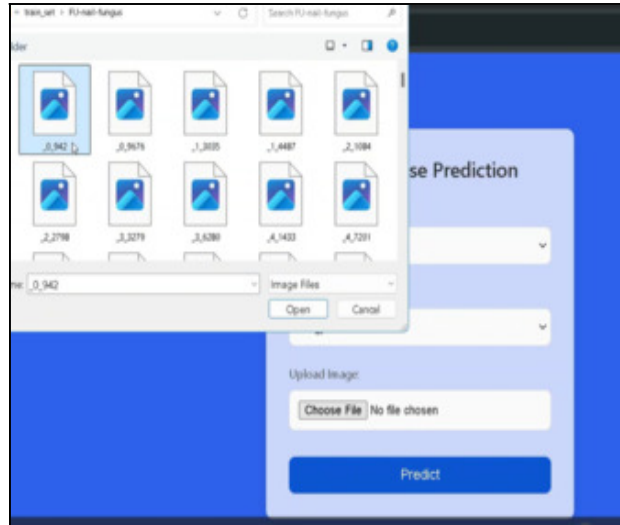 train_set > FU-nail-fungus
Search FU-nail-fungus
lder
_0_942
_0_9676
_1_3035
_1_4487
_2_1084
_2_2798
_3_3279
_3_6280
_4_1433
_4_7201
me: _0_942
Image Files
Open
Cancel
se Prediction
Upload Image:
Choose File No file chosen
Predict